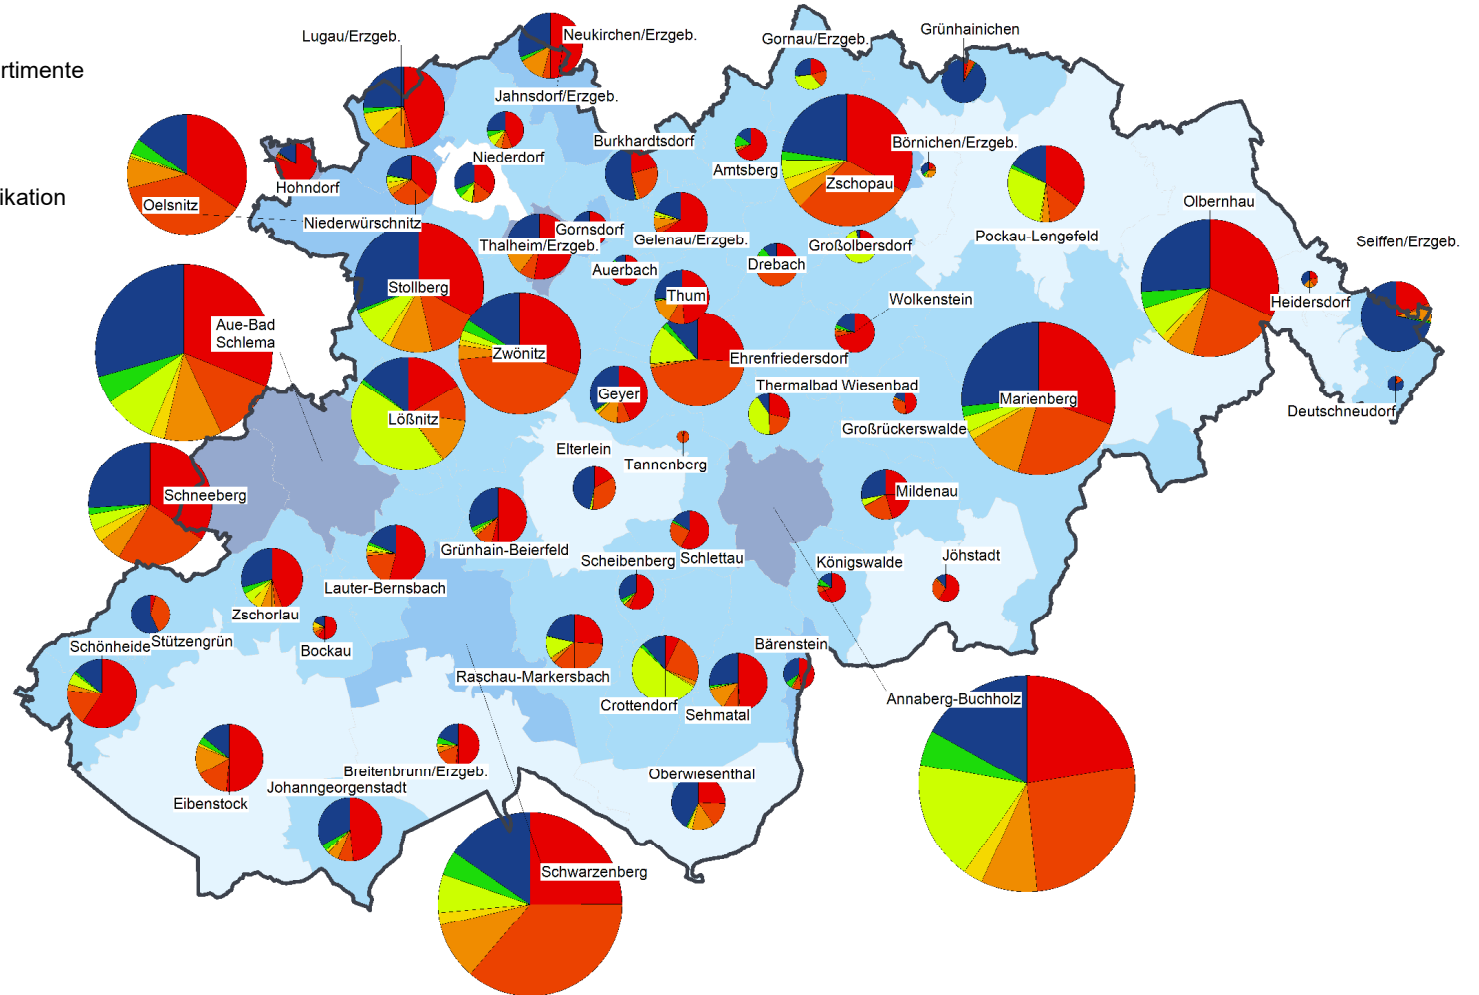 Lugau/Erzgeb.
Neukirchen/Erzgeb.
Gornau/Erzgeb.
Grünhainichen
rtimente
Jahnsdorf/Erzgeb.
Burkhardtsdorf
Börnichen/Erzgeb.
Niederdorf
Amtsberg
Hohndorf
Zschopau
ikation
Oelsnitz
Niederwürschnitz
Olbernhau
Gornsdorf
Pockau-Lengefeld
Gelenau/Erzgeb.
Thalheim/Erzgeb.
Großolbersdorf
Seiffen/Erzgeb.
Auerbach
Drebach
Stollberg
Thum
Wolkenstein
Heidersdorf
Aue-Bad
Schlema
Zwönitz
Ehrenfriedersdorf
Thermalbad Wiesenbad
Geyer
Marienberg
Deutschneudorf
Lößnitz
Großrückerswalde
Elterlein
Tannenberg
Schneeberg
Mildenau
Grünhain-Beierfeld
Scheibenberg
Schlettau
Königswalde
Jöhstadt
Lauter-Bernsbach
Zschorlau
Schönheide
Stützengrün
Bockau
Bärenstein
Raschau-Markersbach
Crottendorf
Sehmatal
Annaberg-Buchholz
Breitenbrunn/Erzgeb.
Oberwiesenthal
Johanngeorgenstadt
Eibenstock
Schwarzenberg